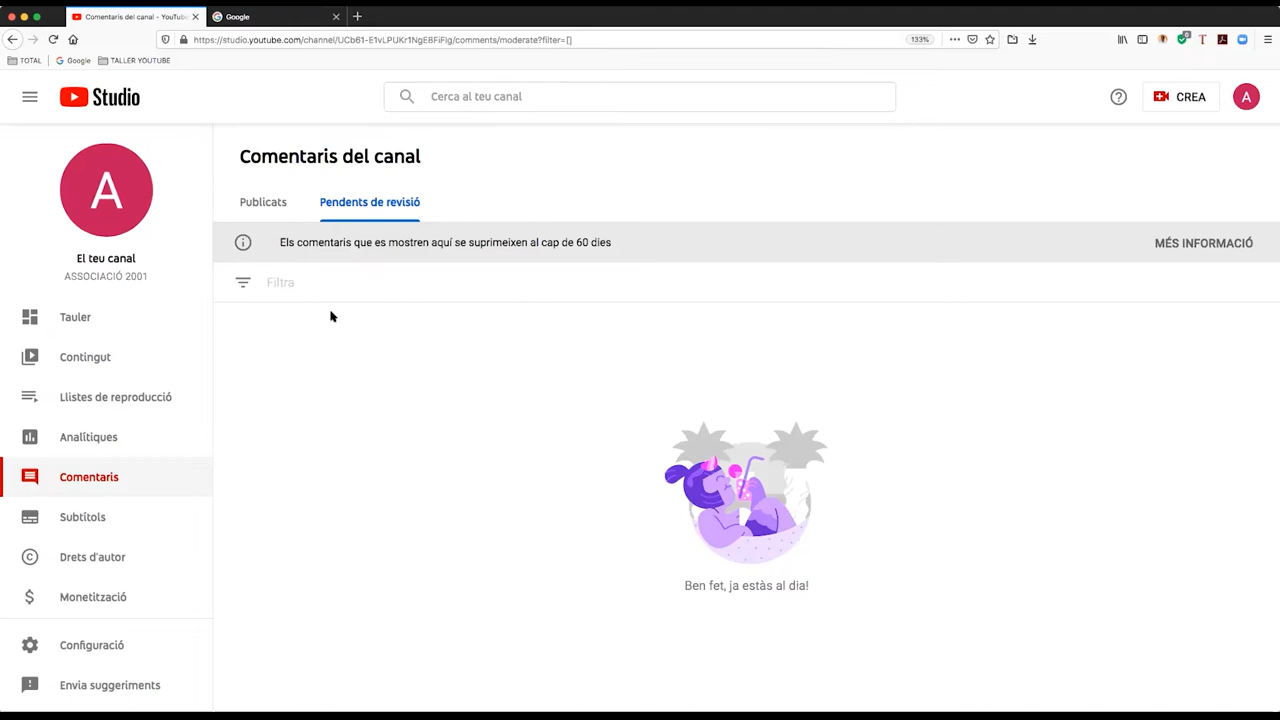 Comentaris del canal - YouTub
Google
https://studio.youtube.com/channel/UCb61-E1vLPUKr1NgE8FiFlg/comments/moderate?filter=[]
133%
TOTAL
Google
TALLER YOUTUBE
Studio
Cerca al teu canal
CREA
A
A
El teu canal
ASSOCIACIÓ 2001
Tauler
Contingut
Llistes de reproducció
Analítiques
Comentaris
Subtítols
Drets d'autor
Monetització
Configuració
Envia suggeriments
Comentaris del canal
Publicats
Pendents de revisió
Els comentaris que es mostren aquí se suprimeixen al cap de 60 dies
MÉS INFORMACIÓ
Filtra
Ben fet, ja estàs al dia!